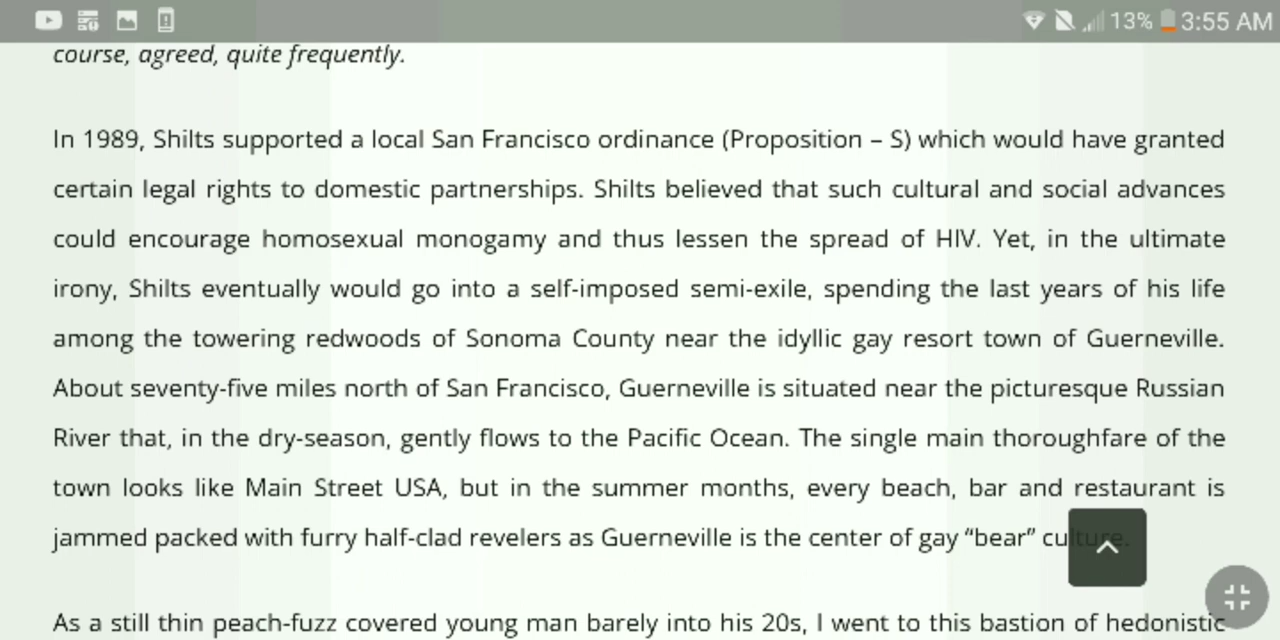 13% 3:55 AM
course, agreed, quite frequently.
In 1989, Shilts supported a local San Francisco ordinance (Proposition – S) which would have granted
certain legal rights to domestic partnerships. Shilts believed that such cultural and social advances
could encourage homosexual monogamy and thus lessen the spread of HIV. Yet, in the ultimate
irony, Shilts eventually would go into a self-imposed semi-exile, spending the last years of his life
among the towering redwoods of Sonoma County near the idyllic gay resort town of Guerneville.
About seventy-five miles north of San Francisco, Guerneville is situated near the picturesque Russian
River that, in the dry-season, gently flows to the Pacific Ocean. The single main thoroughfare of the
town looks like Main Street USA, but in the summer months, every beach, bar and restaurant is
jammed packed with furry half-clad revelers as Guerneville is the center of gay “bear” culture.
As a still thin peach-fuzz covered young man barely into his 20s, I went to this bastion of hedonistic